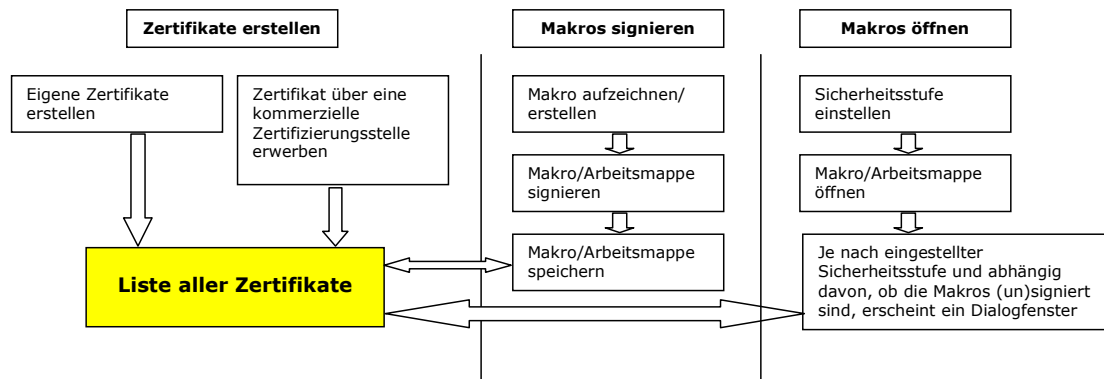 Zertifikate erstellen
Eigene Zertifikate
erstellen
Zertifikat über eine
kommerzielle
Zertifizierungsstelle
erwerben
Liste aller Zertifikate
Makros signieren
Makro aufzeichnen/
erstellen
Makro/Arbeitsmappe
signieren
Makro/Arbeitsmappe
speichern
Makros öffnen
Sicherheitsstufe
einstellen
Makro/Arbeitsmappe
öffnen
Je nach eingestellter
Sicherheitsstufe und abhängig
davon, ob die Makros (un)signiert
sind, erscheint ein Dialogfenster